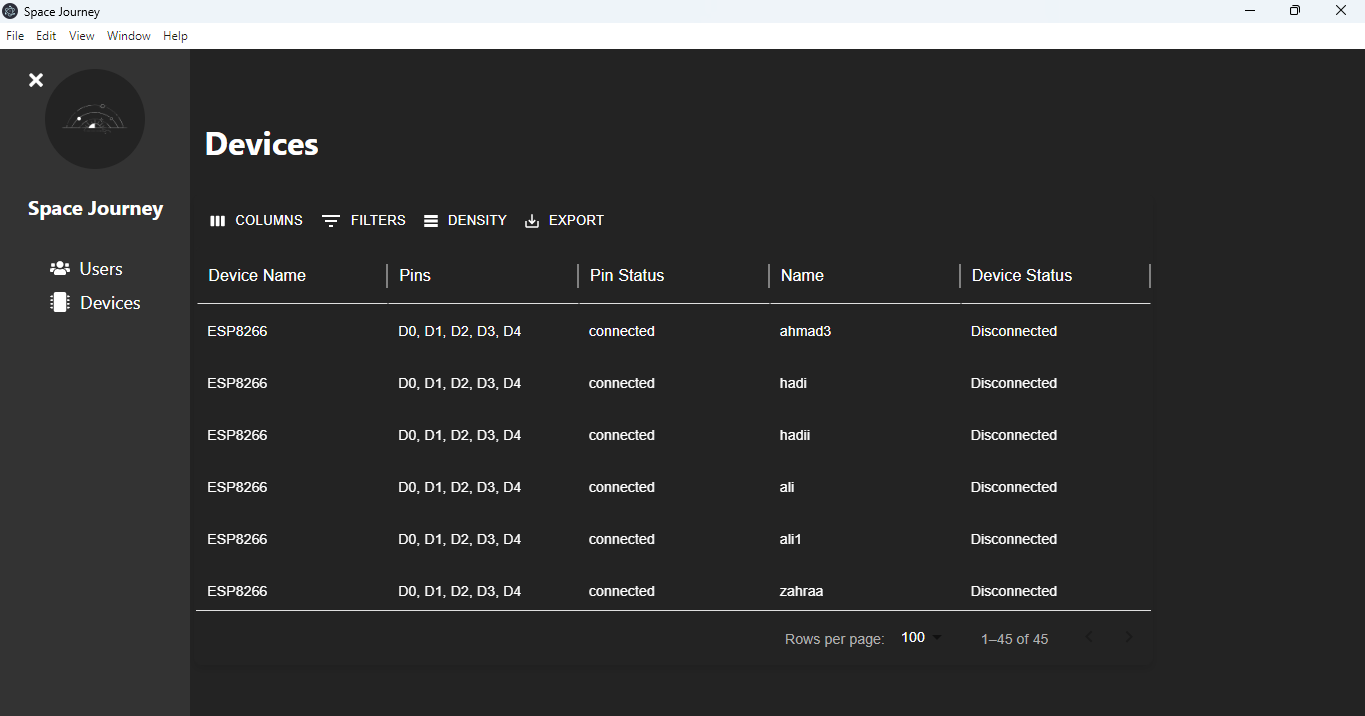 Space Journey
File Edit View Window Help
Space Journey
Users
Devices
Devices
COLUMNS FILTERS DENSITY EXPORT
Device Name Pins Pin Status Name Device Status
ESP8266 D0, D1, D2, D3, D4 connected ahmad3 Disconnected
ESP8266 D0, D1, D2, D3, D4 connected hadi Disconnected
ESP8266 D0, D1, D2, D3, D4 connected hadii Disconnected
ESP8266 D0, D1, D2, D3, D4 connected ali Disconnected
ESP8266 D0, D1, D2, D3, D4 connected ali1 Disconnected
ESP8266 D0, D1, D2, D3, D4 connected zahraa Disconnected
Rows per page: 100 1–45 of 45